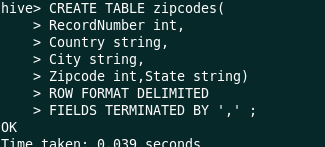 hive> CREATE TABLE zipcodes(
    > RecordNumber int,
    > Country string,
    > City string,
    > Zipcode int,State string)
    > ROW FORMAT DELIMITED
    > FIELDS TERMINATED BY ',' ;
OK
Time taken: 0.039 seconds